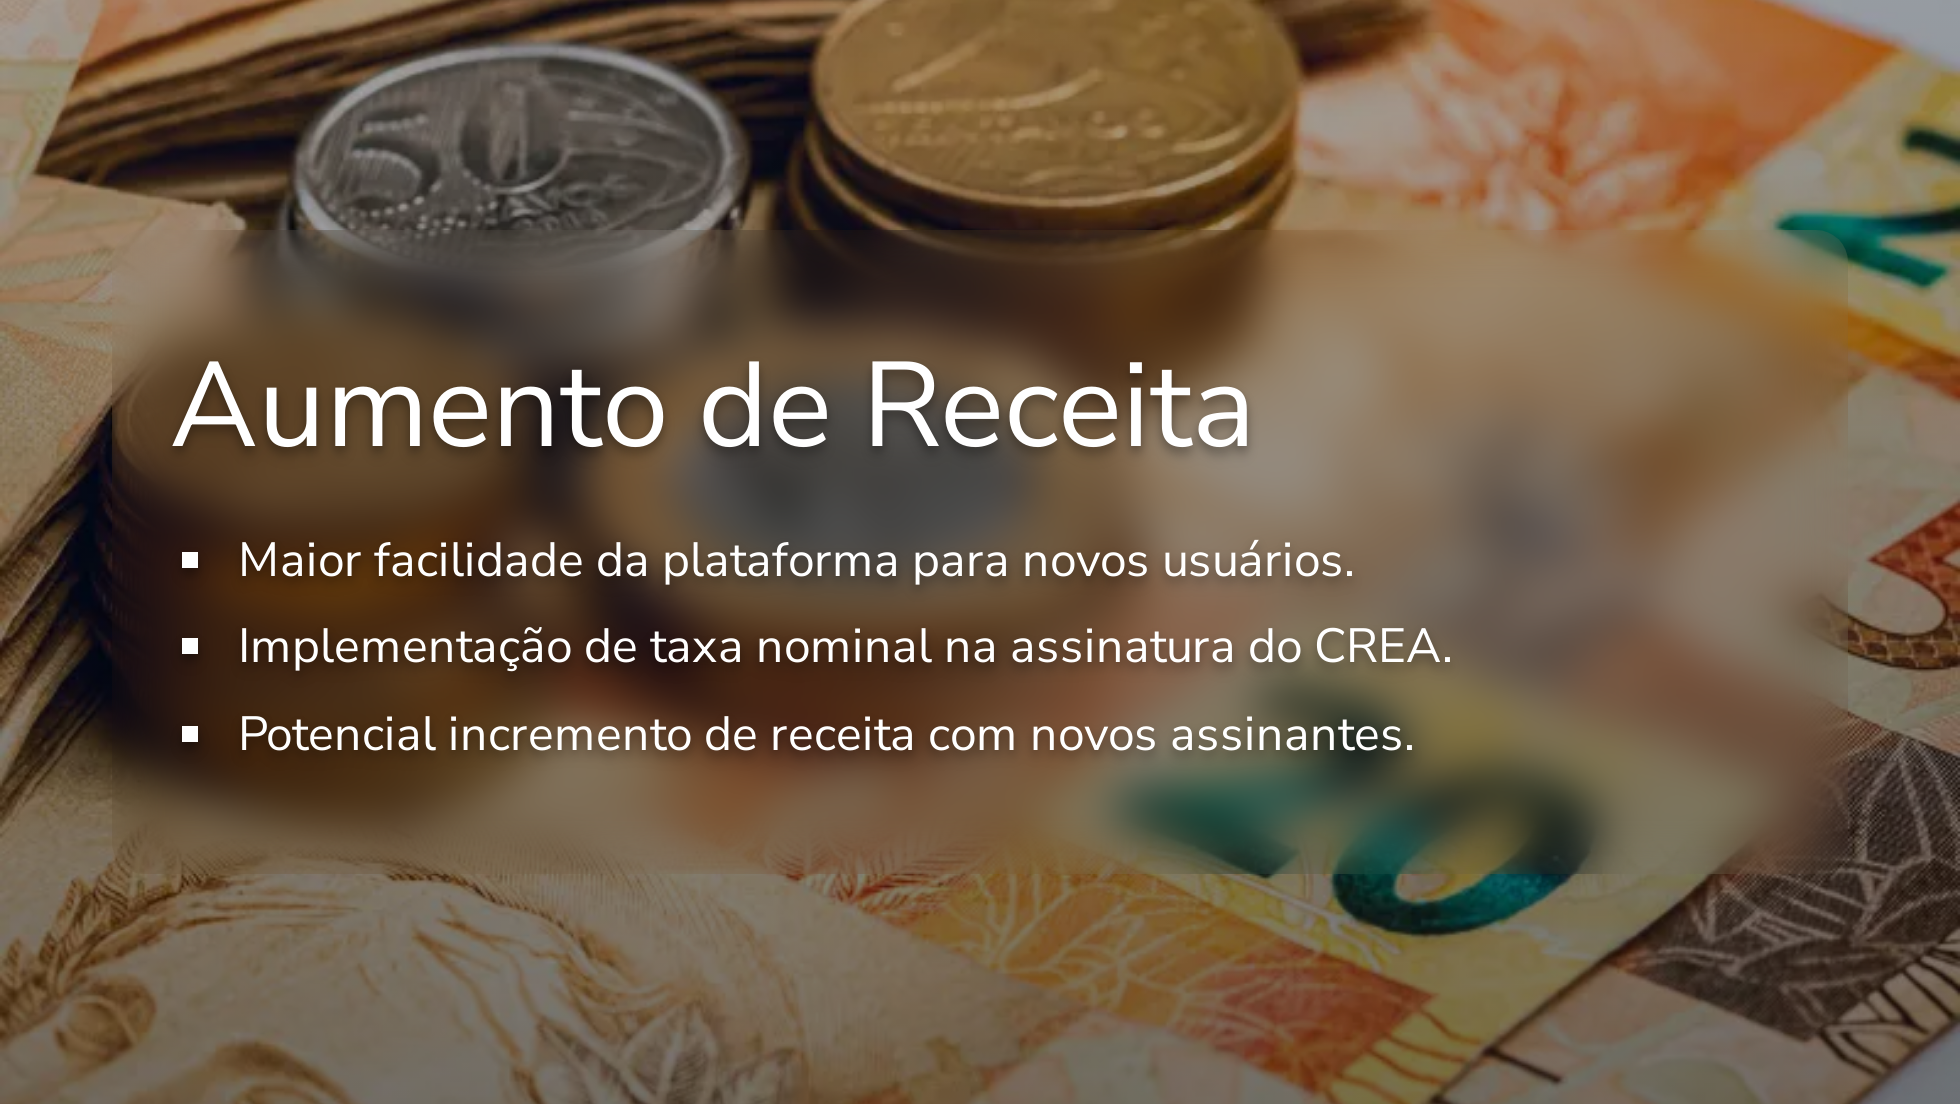 50
Aumento de Receita
Maior facilidade da plataforma para novos usuários.
Implementação de taxa nominal na assinatura do CREA.
Potencial incremento de receita com novos assinantes.